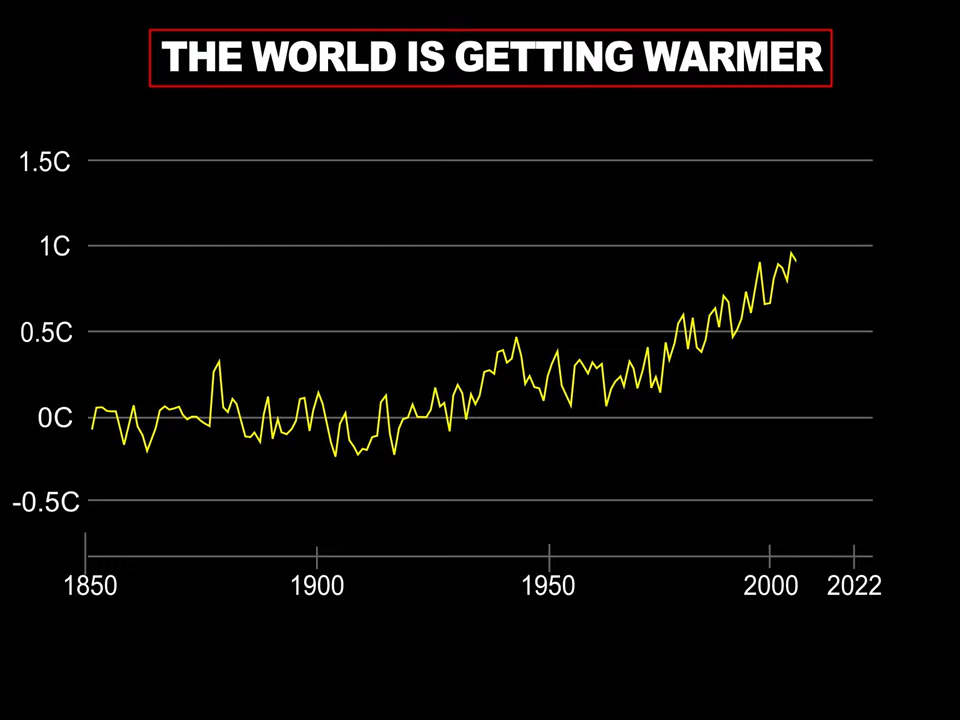 THE WORLD IS GETTING WARMER
1.5C
1C
0.5C
0C
-0.5C
1850 1900 1950 2000 2022